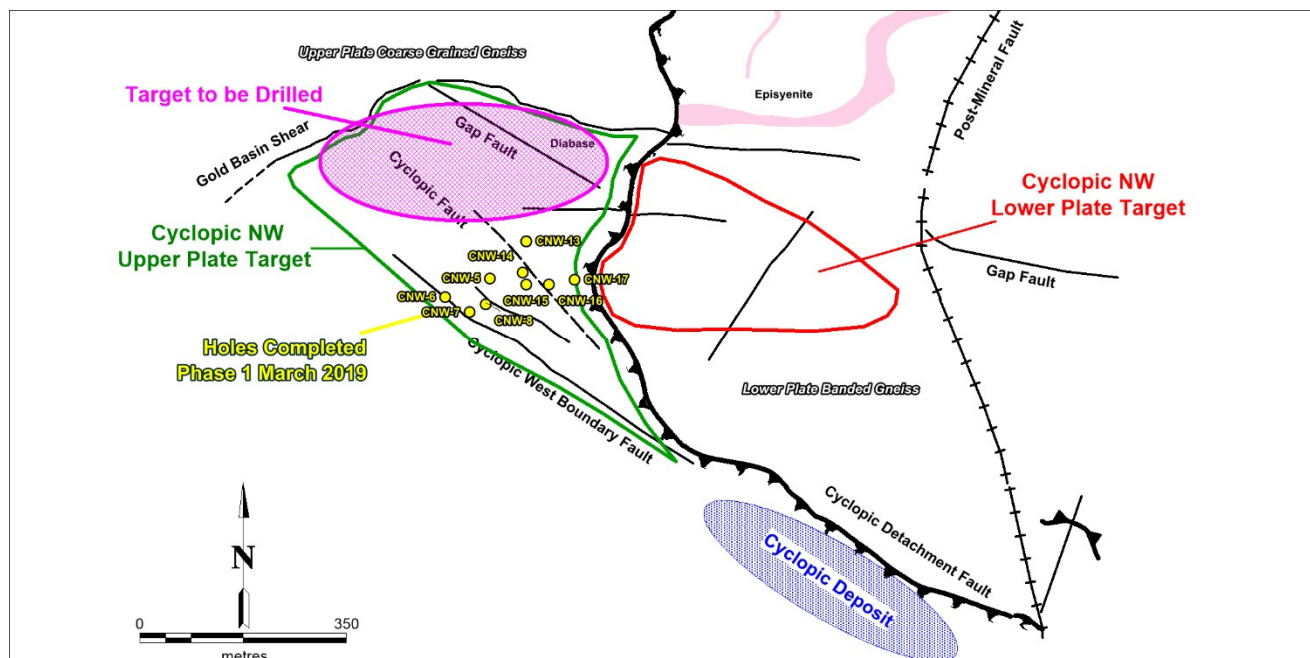 Upper Plate Coarse Grained Gneiss
Target to be Drilled
Episyenite
Post-Mineral Fault
Gold Basin Shear
Gap Fault
Diabase
Cyclopic Fault
Cyclopic NW
Lower Plate Target
Cyclopic NW
Upper Plate Target
CNW-13
CNW-14
CNW-5
CNW-17
Gap Fault
CNW-6
CNW-15
CNW-16
CNW-7
CNW-8
Holes Completed
Phase 1 March 2019
Cyclopic West Boundary Fault
Lower Plate Banded Gneiss
Cyclopic Detachment Fault
Cyclopic Deposit
N
0
350
metres